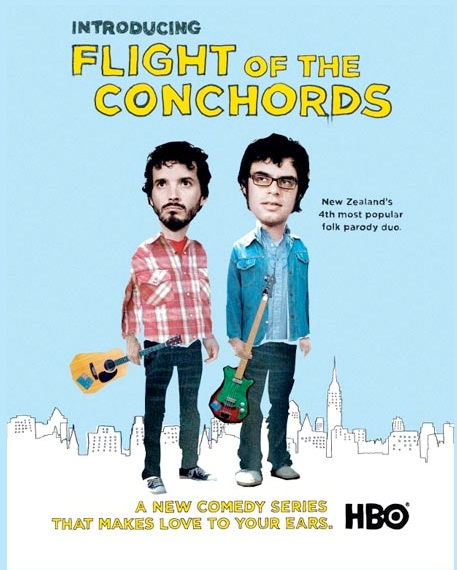 INTRODUCING
FLIGHT OF THE
CONCHORDS
New Zealand's
4th most popular
folk parody duo.
A NEW COMEDY SERIES
THAT MAKES LOVE TO YOUR EARS.
HBO®